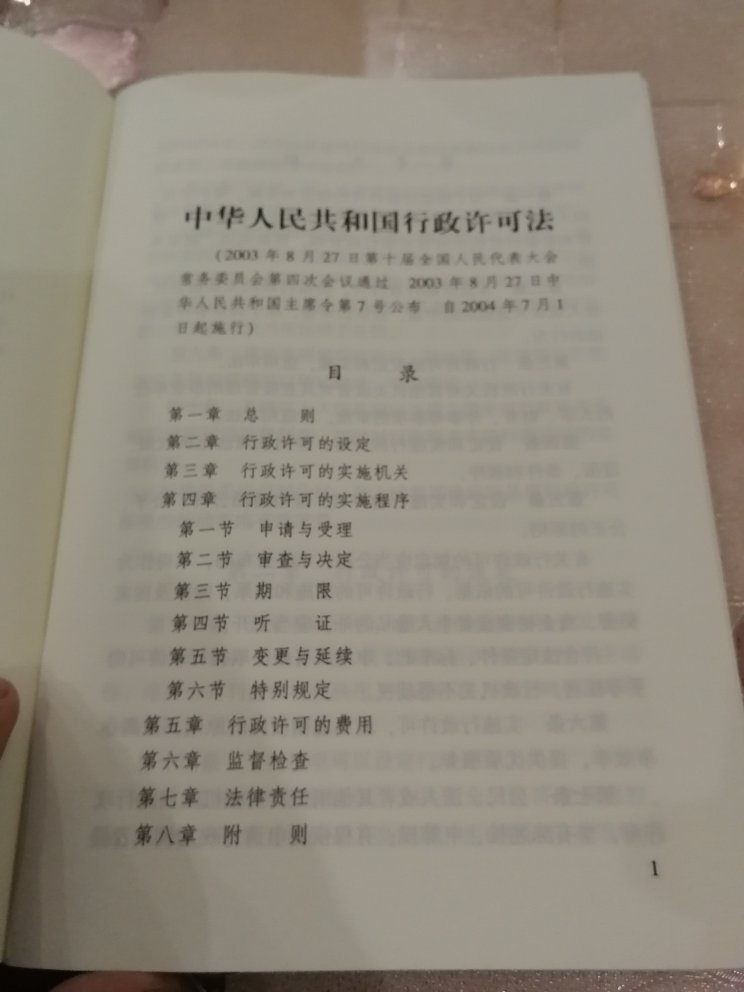 中华人民共和国行政许可法
(2003年8月27日第十届全国人民代表大会
常务委员会第四次会议通过 2003年8月27日中
华人民共和国主席令第7号公布 自2004年7月1
日起施行)
目 录
第一章 总 则
第二章 行政许可的设定
第三章 行政许可的实施机关
第四章 行政许可的实施程序
第一节 申请与受理
第二节 审查与决定
第三节 期 限
第四节 听 证
第五节 变更与延续
第六节 特别规定
第五章 行政许可的费用
第六章 监督检查
第七章 法律责任
第八章 附 则
1